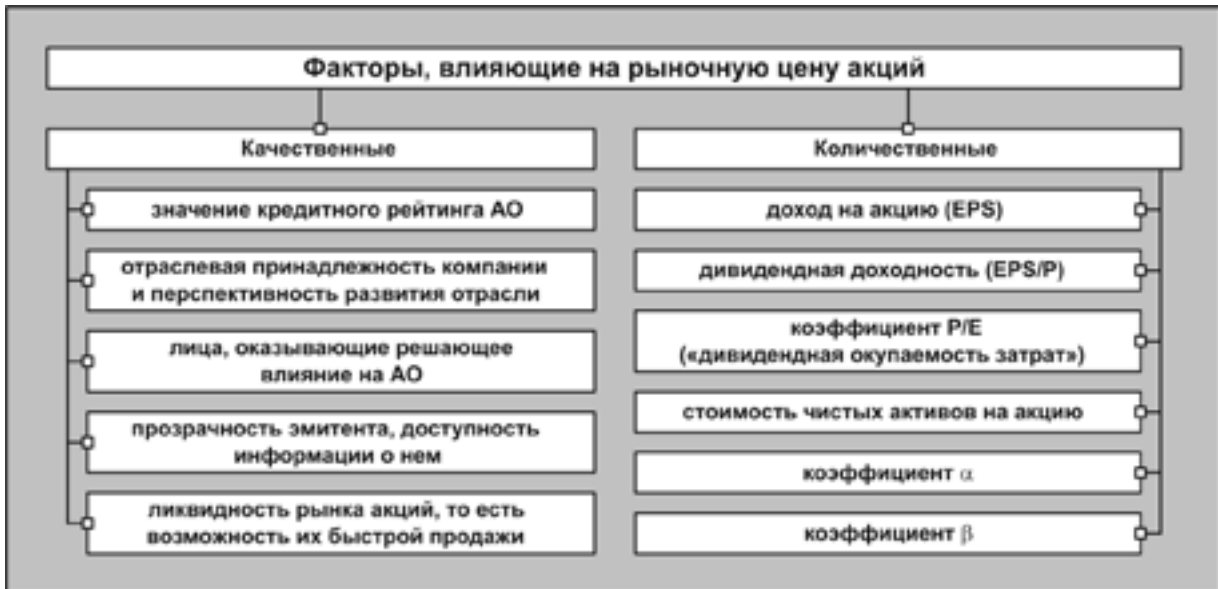 Факторы, влияющие на рыночную цену акций
Качественные
значение кредитного рейтинга АО
отраслевая принадлежность компании
и перспективность развития отрасли
лица, оказывающие решающее
влияние на АО
прозрачность эмитента, доступность
информации о нем
ликвидность рынка акций, то есть
возможность их быстрой продажи
Количественные
доход на акцию (EPS)
дивидендная доходность (EPS/P)
коэффициент P/E
(«дивидендная окупаемость затрат»)
стоимость чистых активов на акцию
коэффициент α
коэффициент β